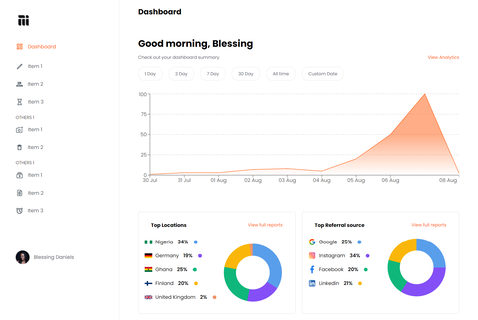 Dashboard
Dashboard
Item 1
Item 2
Item 3
OTHERS 1
Item 1
Item 2
OTHERS 1
Item 1
Item 2
Item 3
Blessing Daniels
Good morning, Blessing
Check out your dashboard summary
View Analytics
1 Day
3 Day
7 Day
30 Day
All time
Custom Date
100
75
50
25
0
30 Jul
31 Jul
01 Aug
02 Aug
03 Aug
04 Aug
05 Aug
06 Aug
08 Aug
Top Locations
View full reports
Nigeria 34%
Germany 19%
Ghana 25%
Finland 20%
United Kingdom 2%
Top Referral source
View full reports
Google 25%
Instagram 34%
Facebook 20%
Linkedin 21%